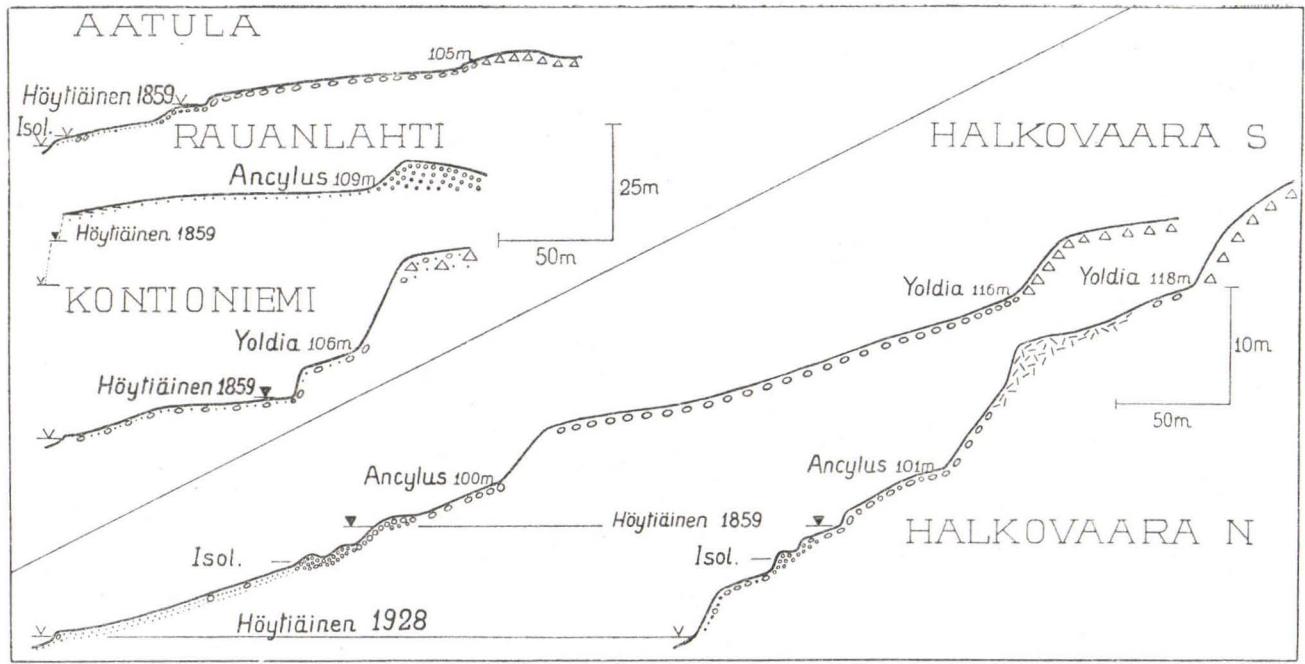 AATULA
105m
Höytiäinen 1859
Isol.
RAUANLAHTI
Ancylus 109m
Höytiäinen 1859
25m
50m
KONTIONIEMI
Yoldia 106m
Höytiäinen 1859
HALKOVAARA S
Yoldia 116m
Yoldia 118m
10m
50m
Ancylus 100m
Ancylus 101m
Höytiäinen 1859
HALKOVAARA N
Isol.
Isol.
Höytiäinen 1928